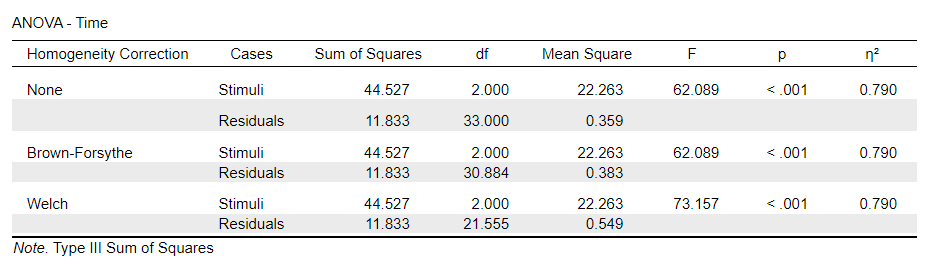 ANOVA - Time
Homogeneity Correction Cases Sum of Squares df Mean Square F p η²
None Stimuli 44.527 2.000 22.263 62.089 < .001 0.790
Residuals 11.833 33.000 0.359
Brown-Forsythe Stimuli 44.527 2.000 22.263 62.089 < .001 0.790
Residuals 11.833 30.884 0.383
Welch Stimuli 44.527 2.000 22.263 73.157 < .001 0.790
Residuals 11.833 21.555 0.549
Note. Type III Sum of Squares